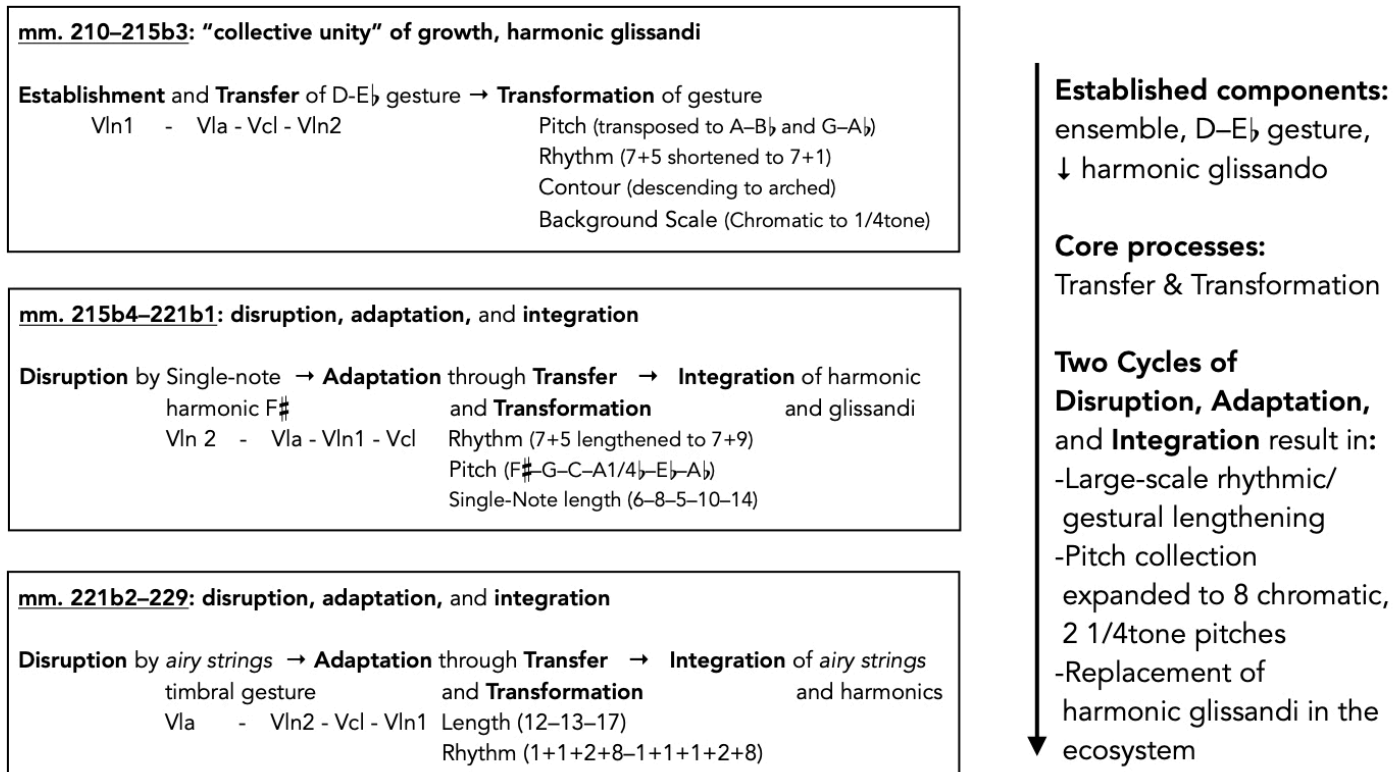 mm. 210–215b3: “collective unity” of growth, harmonic glissandi
Establishment and Transfer of D-E♭ gesture → Transformation of gesture
Vln1 - Vla - Vcl - Vln2
Pitch (transposed to A–B♭ and G–A♭)
Rhythm (7+5 shortened to 7+1)
Contour (descending to arched)
Background Scale (Chromatic to 1/4tone)
mm. 215b4–221b1: disruption, adaptation, and integration
Disruption by Single-note → Adaptation through Transfer → Integration of harmonic
harmonic F♯ and Transformation and glissandi
Vln 2 - Vla - Vln1 - Vcl Rhythm (7+5 lengthened to 7+9)
Pitch (F♯–G–C–A1/4♭–E♭–A♭)
Single-Note length (6–8–5–10–14)
mm. 221b2–229: disruption, adaptation, and integration
Disruption by airy strings → Adaptation through Transfer → Integration of airy strings
timbral gesture and Transformation and harmonics
Vla - Vln2 - Vcl - Vln1 Length (12–13–17)
Rhythm (1+1+2+8–1+1+1+2+8)
Established components:
ensemble, D–E♭ gesture,
↓ harmonic glissando
Core processes:
Transfer & Transformation
Two Cycles of
Disruption, Adaptation,
and Integration result in:
-Large-scale rhythmic/
gestural lengthening
-Pitch collection
expanded to 8 chromatic,
2 1/4tone pitches
-Replacement of
harmonic glissandi in the
ecosystem